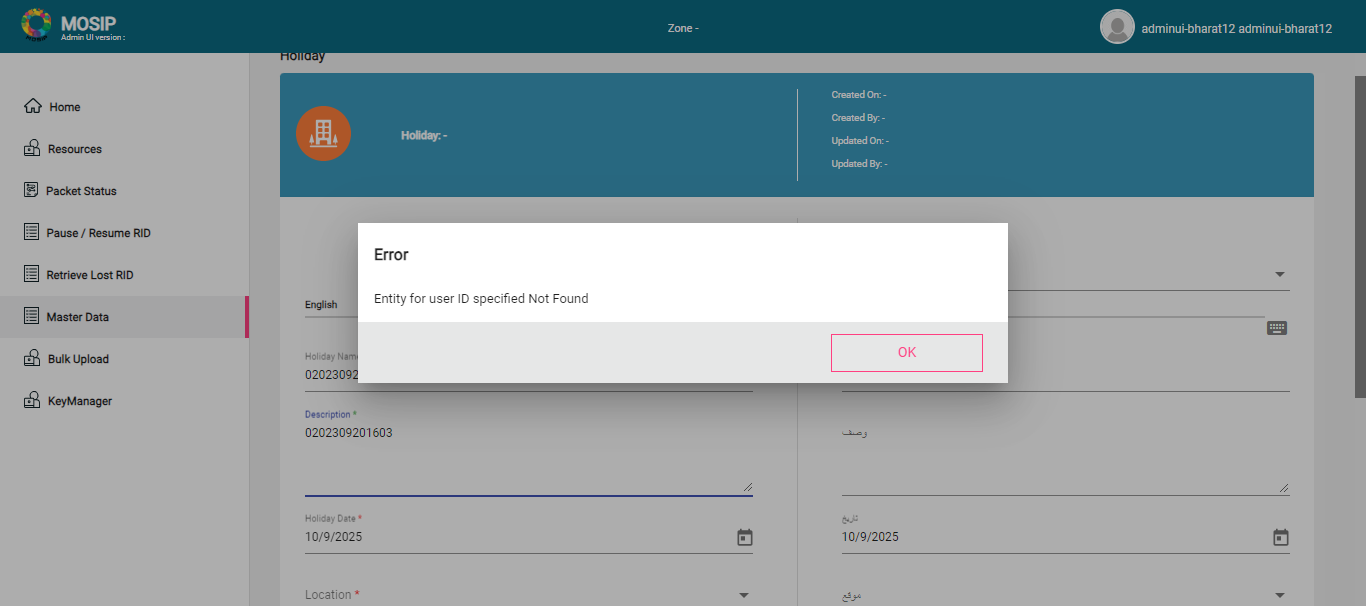 MOSIP
Admin UI version :
Zone -
adminui-bharat12 adminui-bharat12
Home
Resources
Packet Status
Pause / Resume RID
Retrieve Lost RID
Master Data
Bulk Upload
KeyManager
Holiday
Holiday: -
Created On: -
Created By: -
Updated On: -
Updated By: -
Error
Entity for user ID specified Not Found
OK
English
Holiday Name
02023092
Description *
0202309201603
وصف
Holiday Date *
10/9/2025
تاريخ
10/9/2025
Location *
موقع